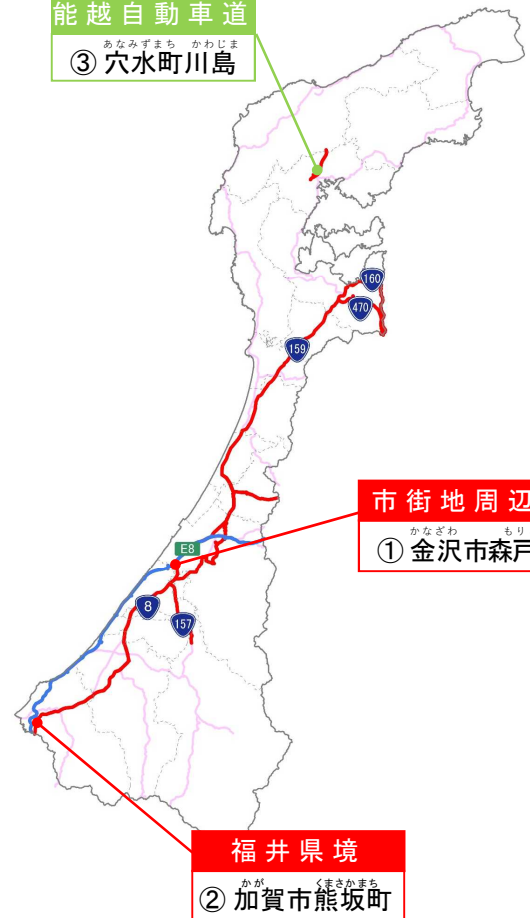 能越自動車道
あなみずまち かわじま
③ 穴水町川島
160
470
159
市街地周辺
かなざわ もり
① 金沢市森戸
E8
8
157
福井県境
かが くまさかまち
② 加賀市熊坂町